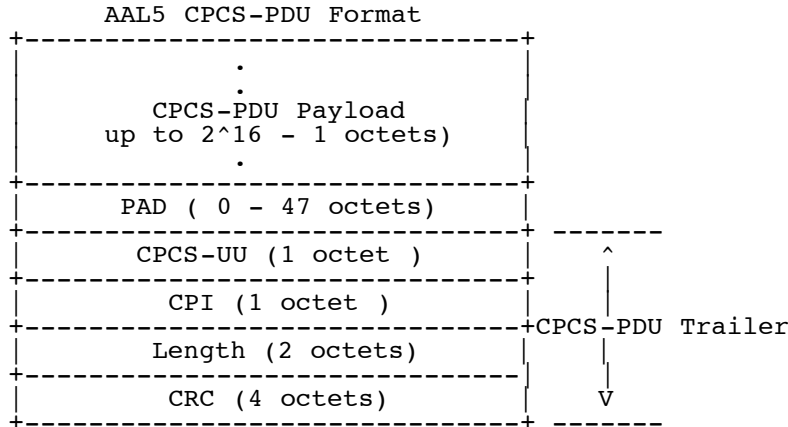 AAL5 CPCS-PDU Format
+-------------------------------+
| . |
| . |
| CPCS-PDU Payload |
| up to 2^16 - 1 octets) |
| . |
+-------------------------------+
| PAD ( 0 - 47 octets) |
+-------------------------------+ -------
| CPCS-UU (1 octet ) | ^
+-------------------------------+ |
| CPI (1 octet ) | |
+-------------------------------+CPCS-PDU Trailer
| Length (2 octets) | |
+-------------------------------| |
| CRC (4 octets) | V
+-------------------------------+ -------